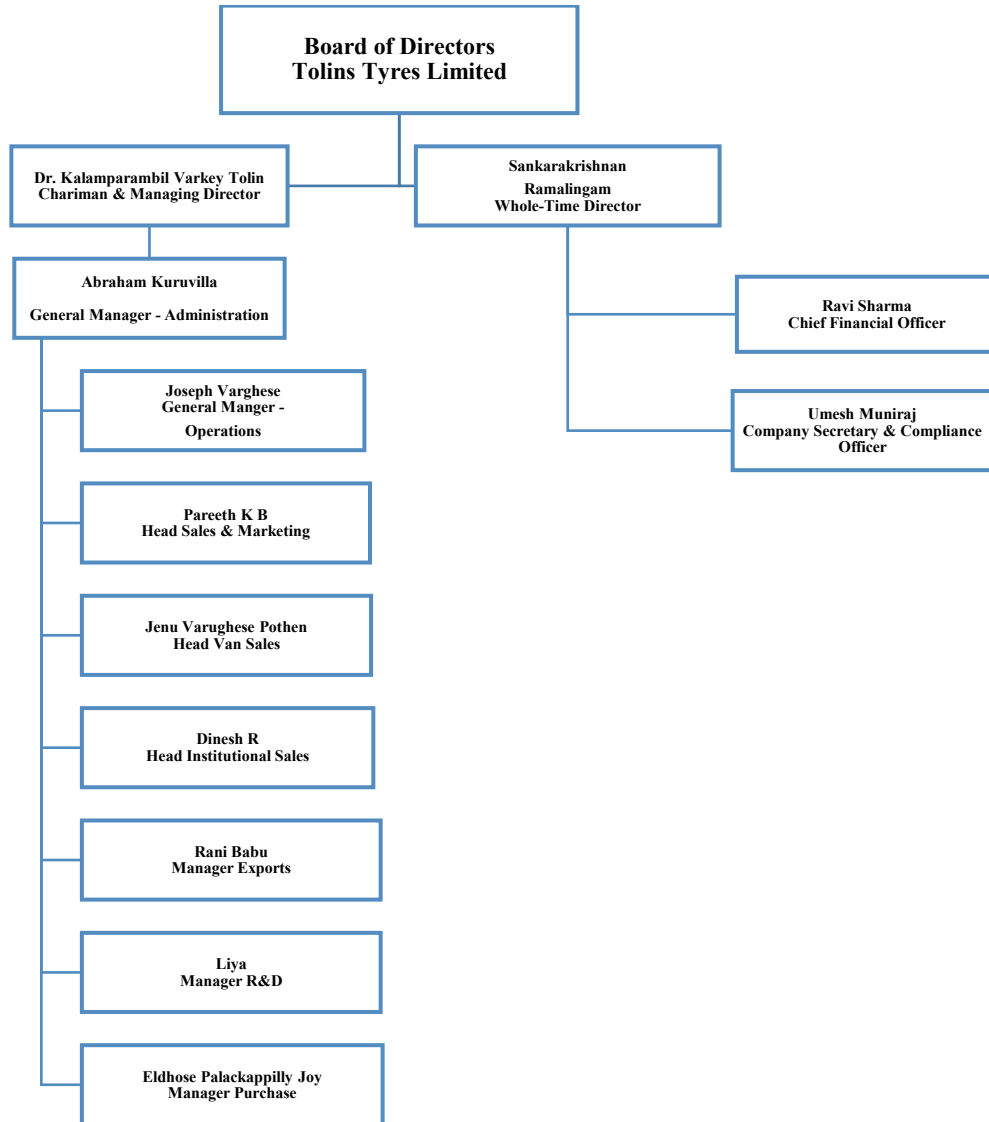 Board of Directors
Tolins Tyres Limited
Dr. Kalamparambil Varkey Tolin
Chariman & Managing Director
Sankarakrishnan
Ramalingam
Whole-Time Director
Abraham Kuruvilla
General Manager - Administration
Ravi Sharma
Chief Financial Officer
Joseph Varghese
General Manger -
Operations
Umesh Muniraj
Company Secretary & Compliance
Officer
Pareeth K B
Head Sales & Marketing
Jenu Varughese Pothen
Head Van Sales
Dinesh R
Head Institutional Sales
Rani Babu
Manager Exports
Liya
Manager R&D
Eldhose Palackappilly Joy
Manager Purchase